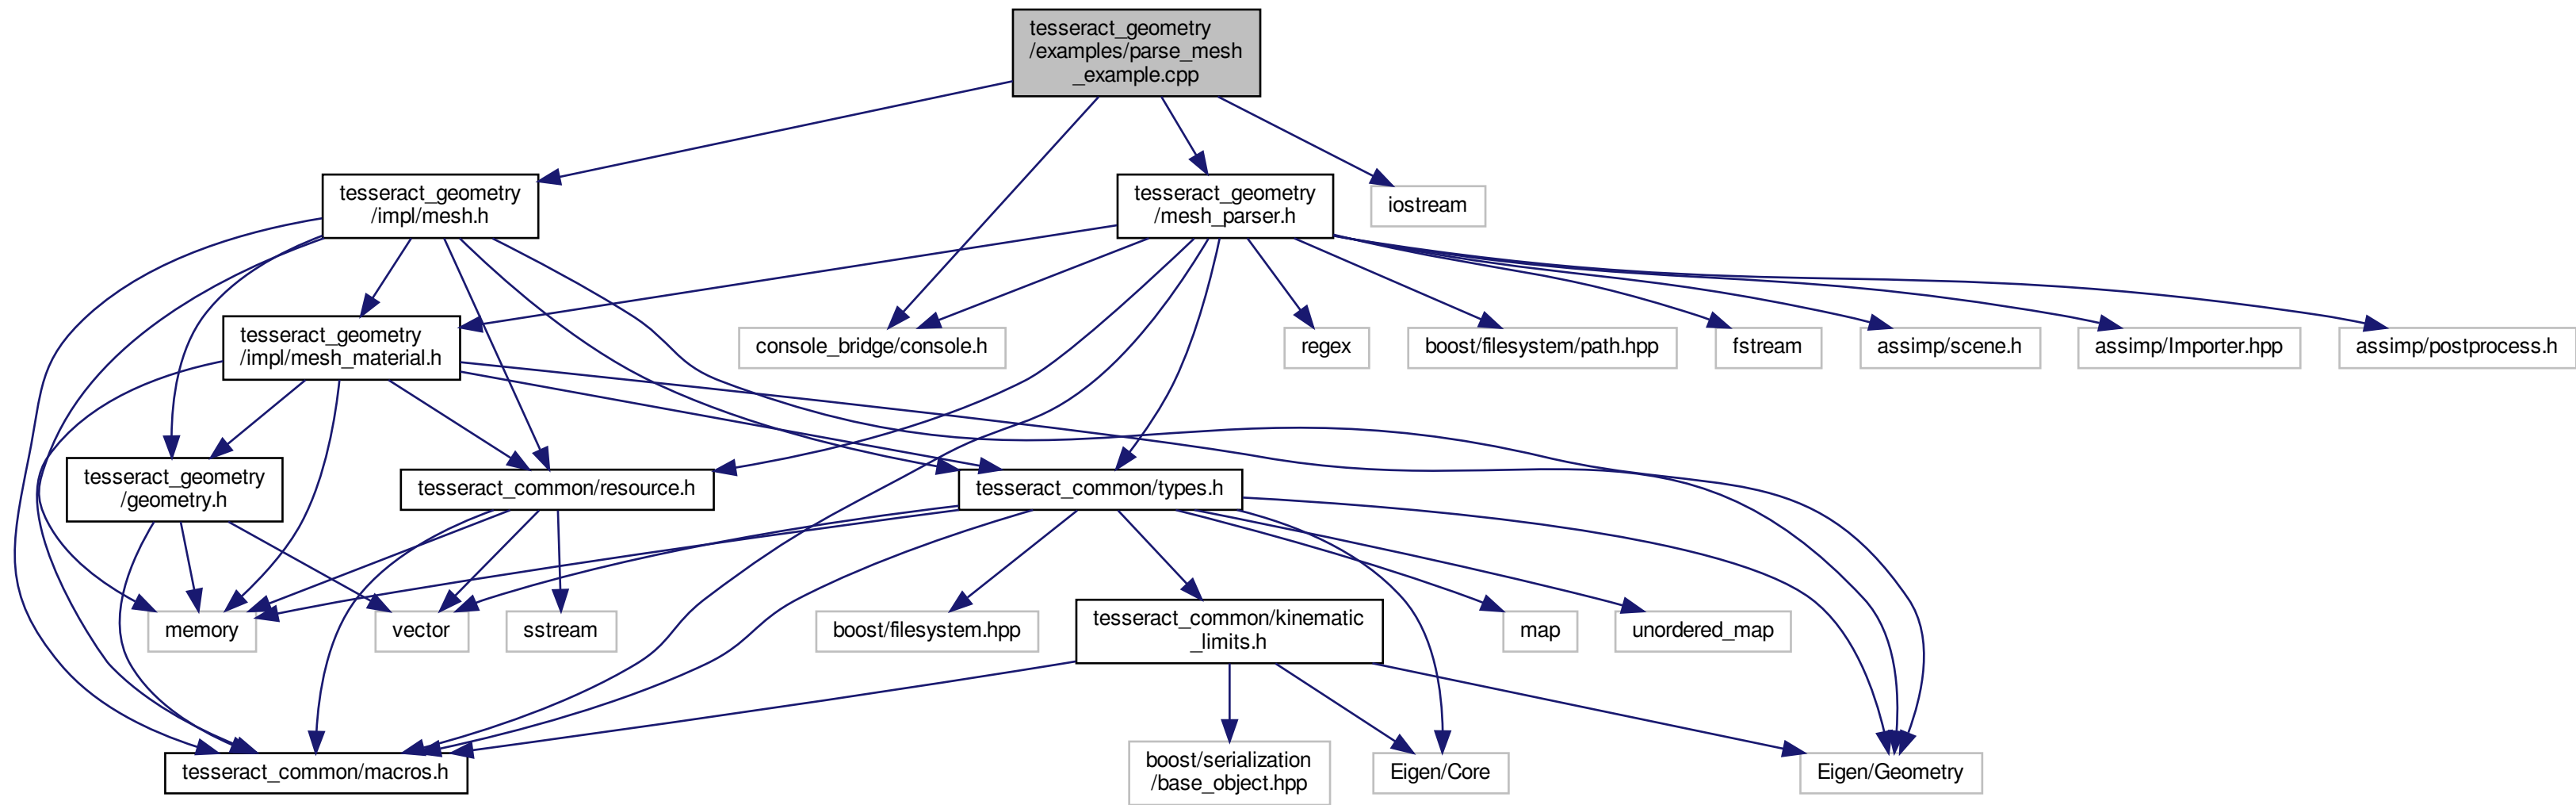 tesseract_geometry
/examples/parse_mesh
_example.cpp
tesseract_geometry
/impl/mesh.h
tesseract_geometry
/mesh_parser.h
iostream
tesseract_geometry
/impl/mesh_material.h
console_bridge/console.h
regex
boost/filesystem/path.hpp
fstream
assimp/scene.h
assimp/Importer.hpp
assimp/postprocess.h
tesseract_geometry
/geometry.h
tesseract_common/resource.h
tesseract_common/types.h
memory
vector
sstream
boost/filesystem.hpp
tesseract_common/kinematic
_limits.h
map
unordered_map
tesseract_common/macros.h
boost/serialization
/base_object.hpp
Eigen/Core
Eigen/Geometry